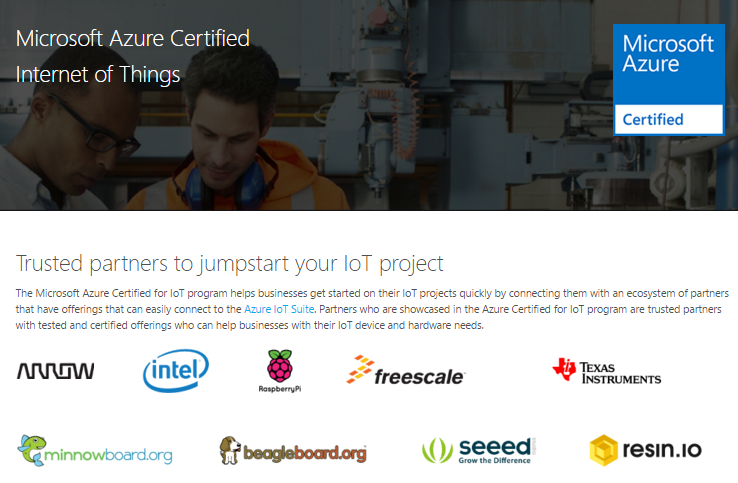 Microsoft Azure Certified
Internet of Things
Microsoft
Azure
Certified
Trusted partners to jumpstart your IoT project
The Microsoft Azure Certified for IoT program helps businesses get started on their IoT projects quickly by connecting them with an ecosystem of partners
that have offerings that can easily connect to the Azure IoT Suite. Partners who are showcased in the Azure Certified for IoT program are trusted partners
with tested and certified offerings who can help businesses with their IoT device and hardware needs.
ARROW
intel
RaspberryPi
freescale
TEXAS
INSTRUMENTS
minnowboard.org
beagleboard.org
seeed
Grow the Difference
resin.io